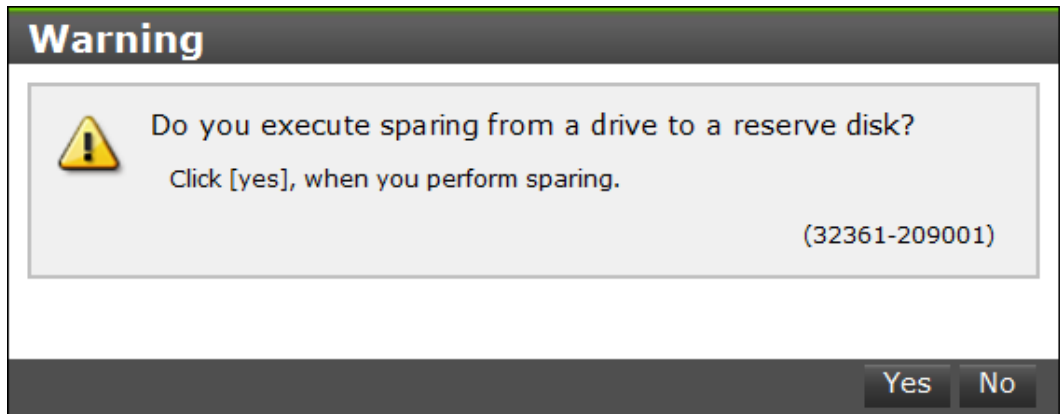 Warning
Do you execute sparing from a drive to a reserve disk?
Click [yes], when you perform sparing.
(32361-209001)
Yes No